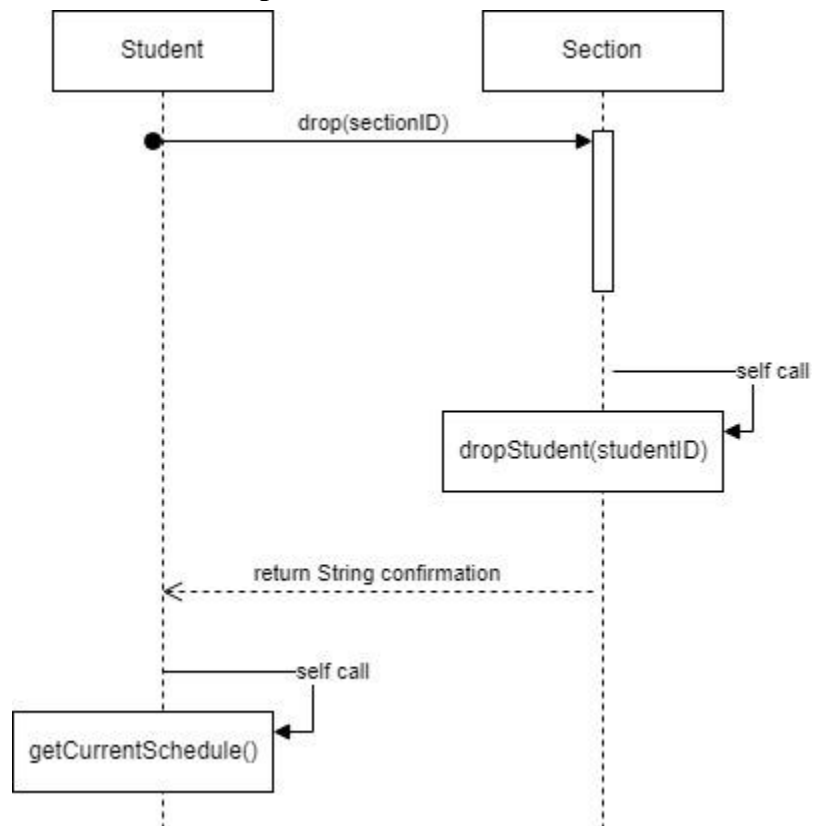 Student
Section
drop(sectionID)
self call
dropStudent(studentID)
return String confirmation
self call
getCurrentSchedule()